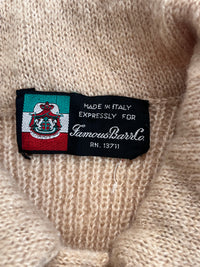 MADE IN ITALY
EXPRESSLY FOR
Famous Barr Co.
RN. 13711